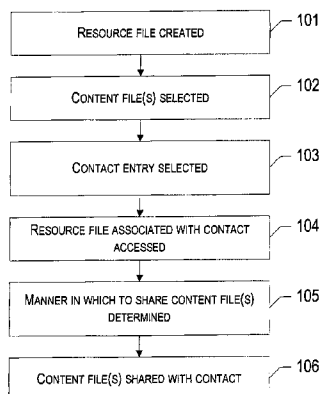 101
RESOURCE FILE CREATED
102
CONTENT FILE(S) SELECTED
103
CONTACT ENTRY SELECTED
104
RESOURCE FILE ASSOCIATED WITH CONTACT
ACCESSED
105
MANNER IN WHICH TO SHARE CONTENT FILE(S)
DETERMINED
106
CONTENT FILE(S) SHARED WITH CONTACT